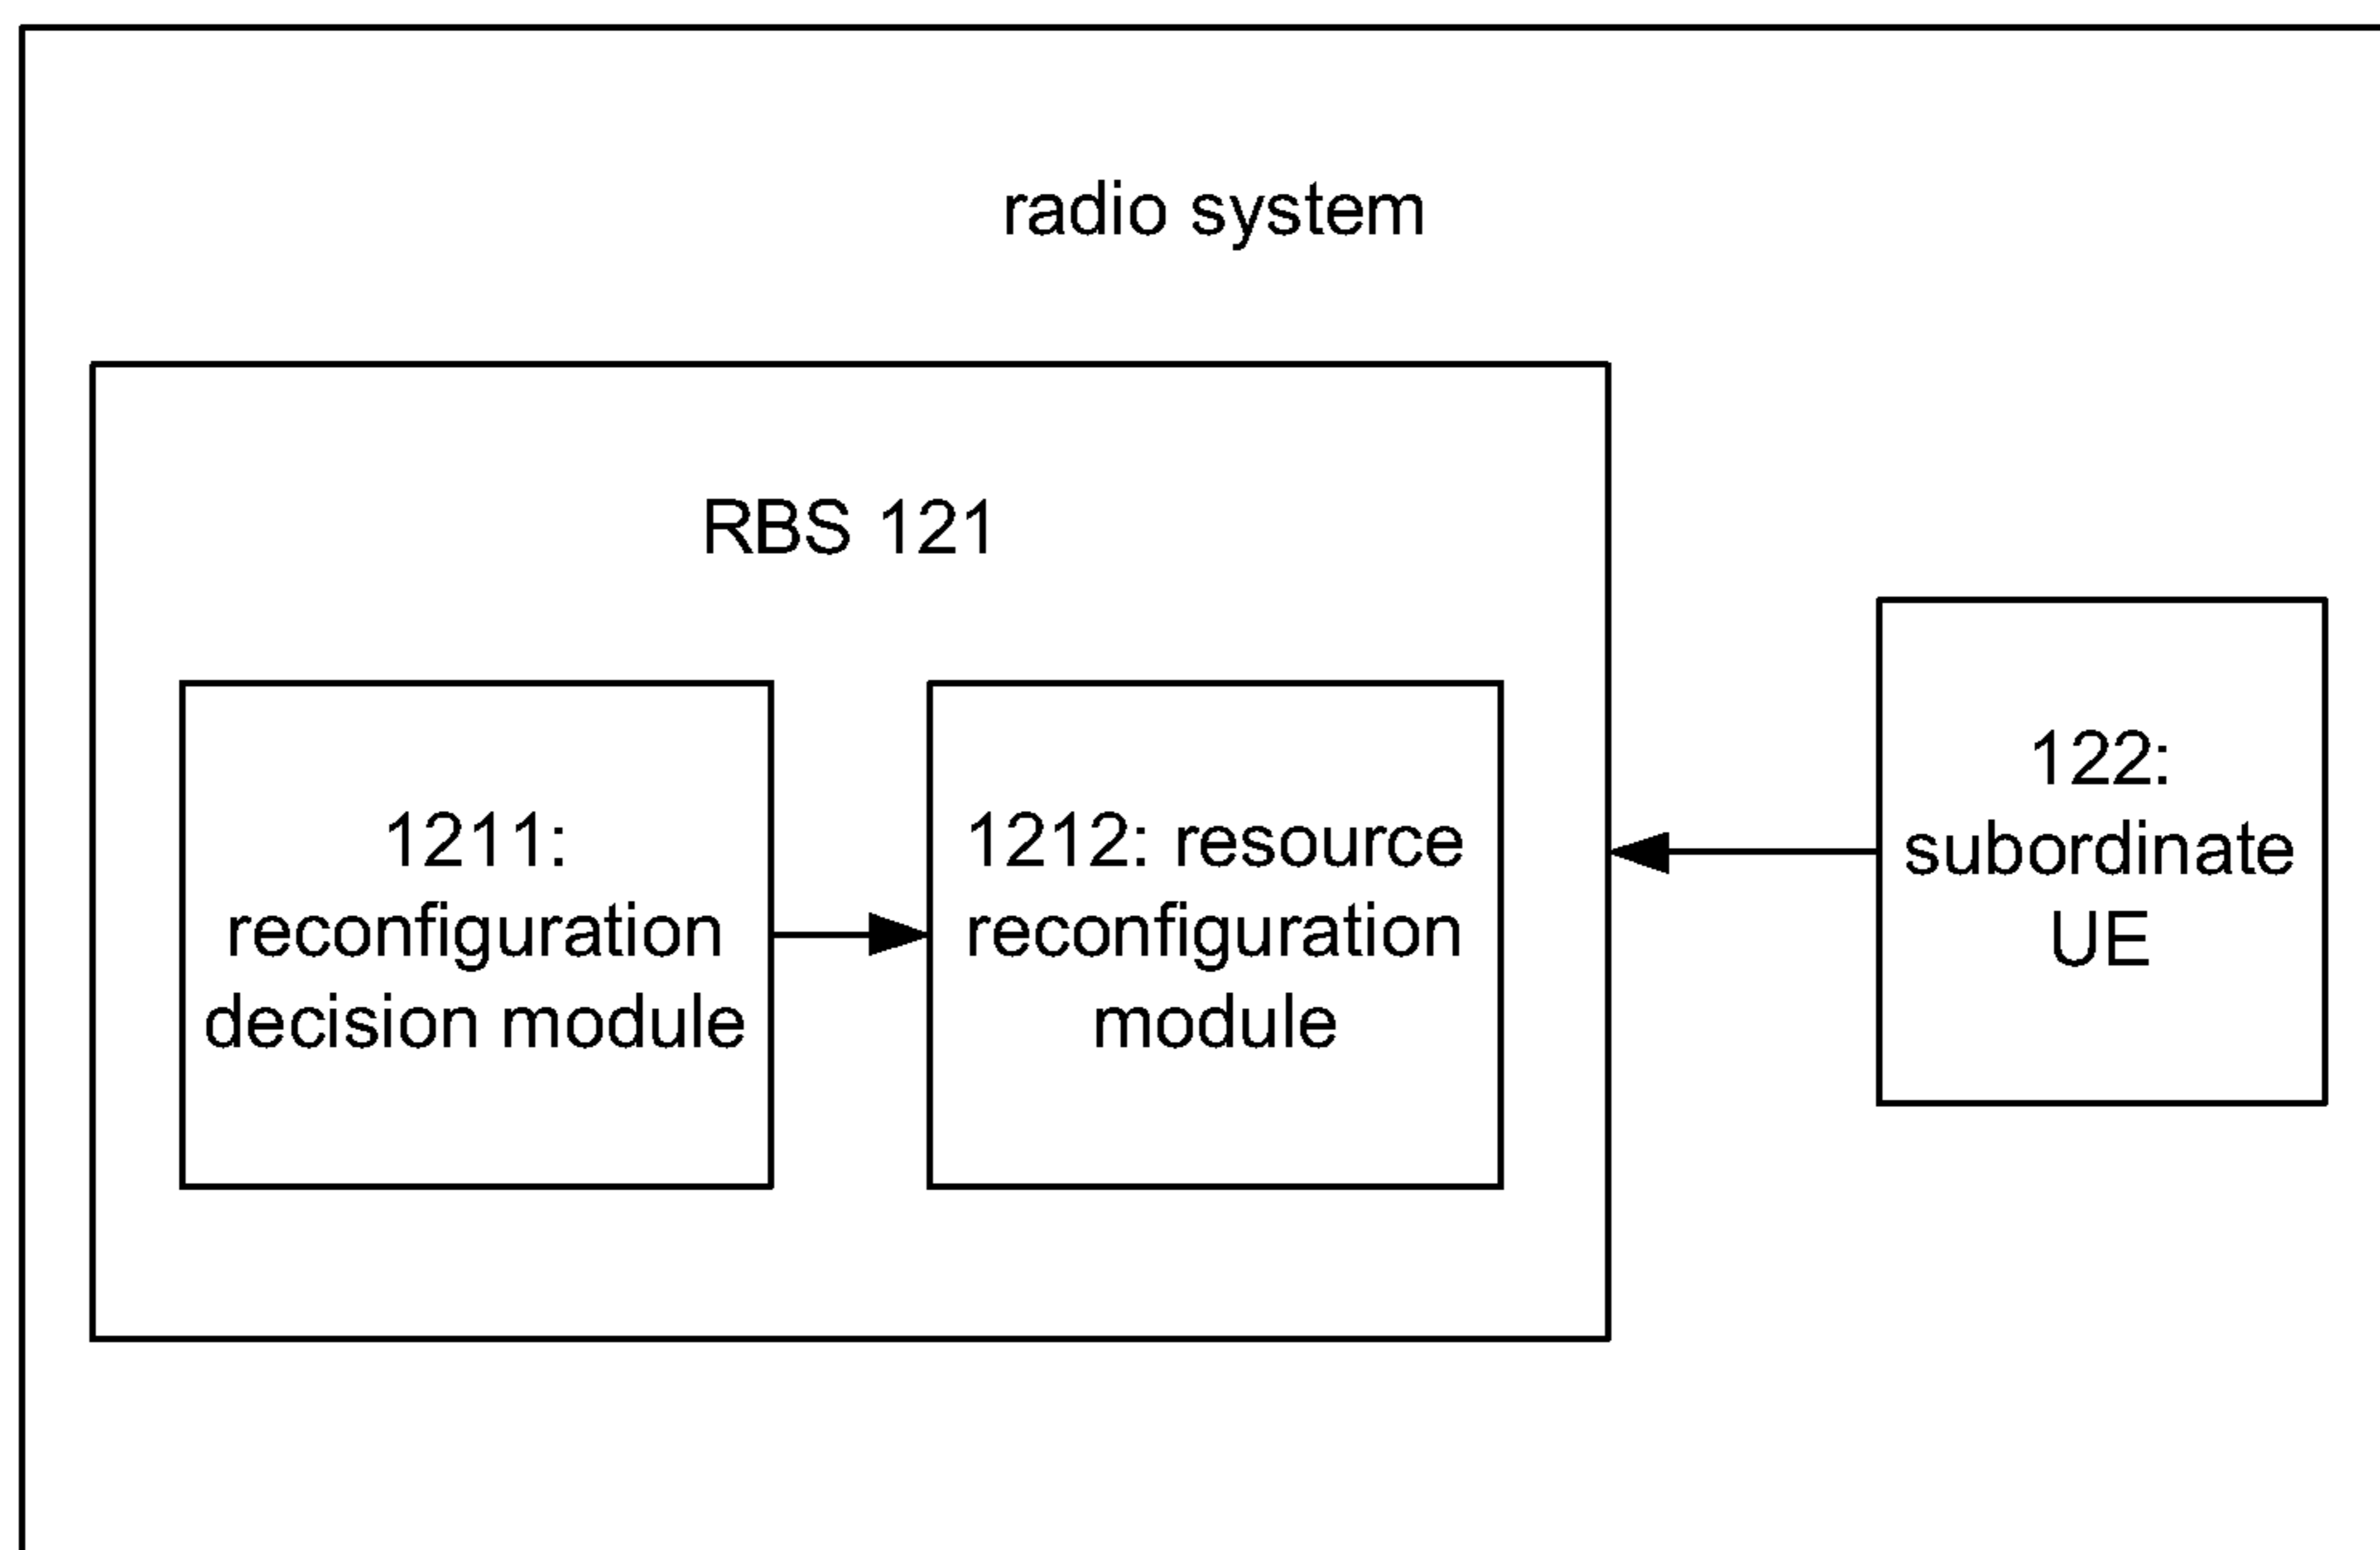 radio system
RBS 121
1211:
reconfiguration
decision module
1212: resource
reconfiguration
module
122:
subordinate
UE